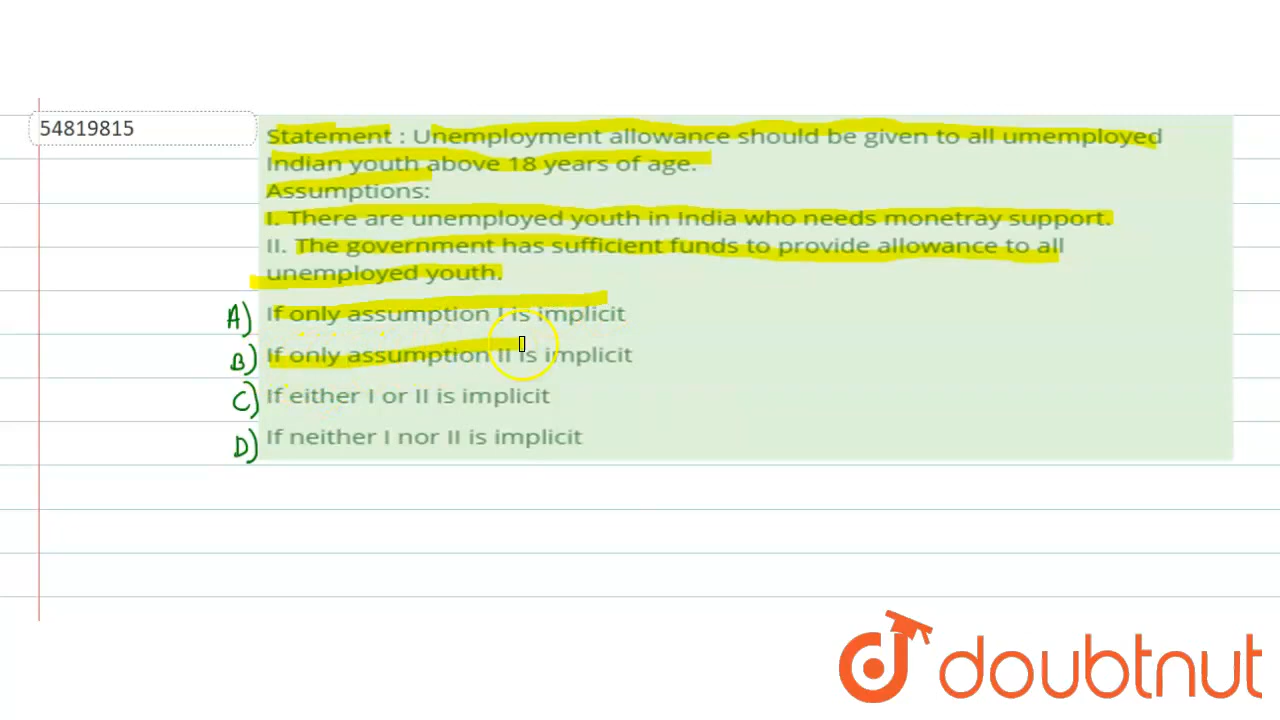 54819815
Statement : Unemployment allowance should be given to all umemployed
Indian youth above 18 years of age.
Assumptions:
I. There are unemployed youth in India who needs monetray support.
II. The government has sufficient funds to provide allowance to all
unemployed youth.
A) If only assumption I is implicit
B) If only assumption II is implicit
C) If either I or II is implicit
D) If neither I nor II is implicit
doubtnut